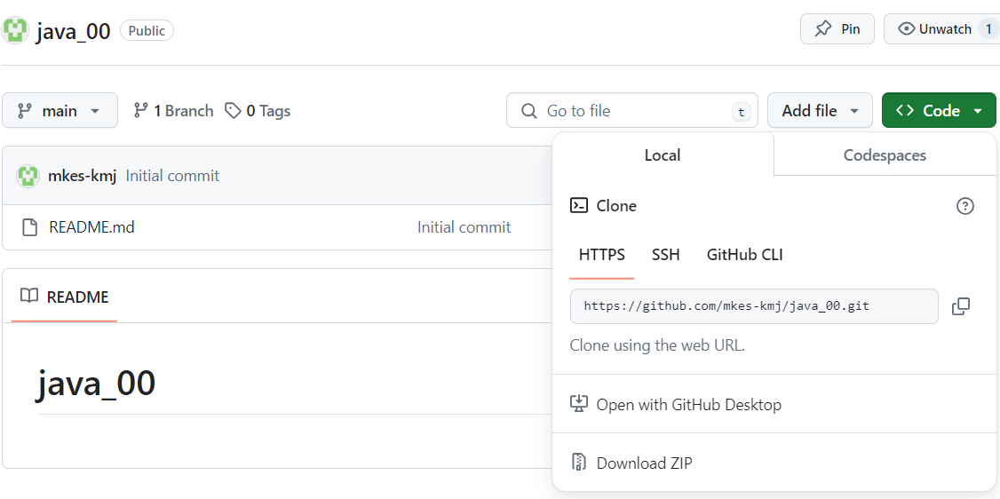 java_00 Public Pin Unwatch 1
main 1 Branch 0 Tags Go to file t Add file Code
Local Codespaces
mkes-kmj Initial commit
Clone
README.md Initial commit
HTTPS SSH GitHub CLI
README
https://github.com/mkes-kmj/java_00.git
Clone using the web URL.
java_00
Open with GitHub Desktop
Download ZIP